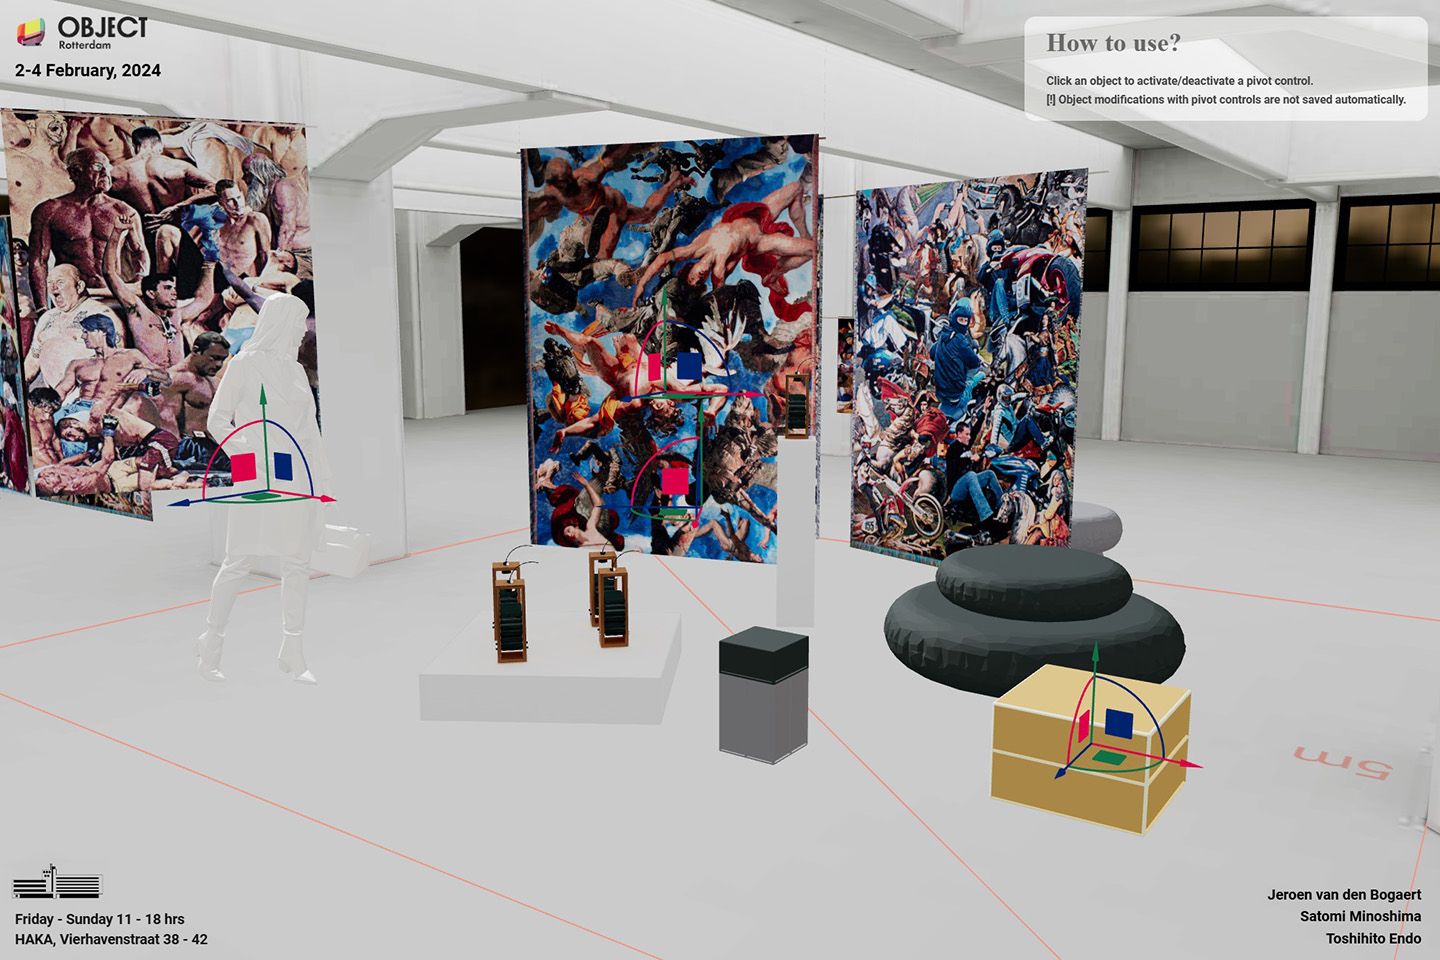 OBJECT
Rotterdam
2-4 February, 2024
How to use?
Click an object to activate/deactivate a pivot control.
[!] Object modifications with pivot controls are not saved automatically.
5m
Friday - Sunday 11 - 18 hrs
HAKA, Vierhavenstraat 38 - 42
Jeroen van den Bogaert
Satomi Minoshima
Toshihito Endo